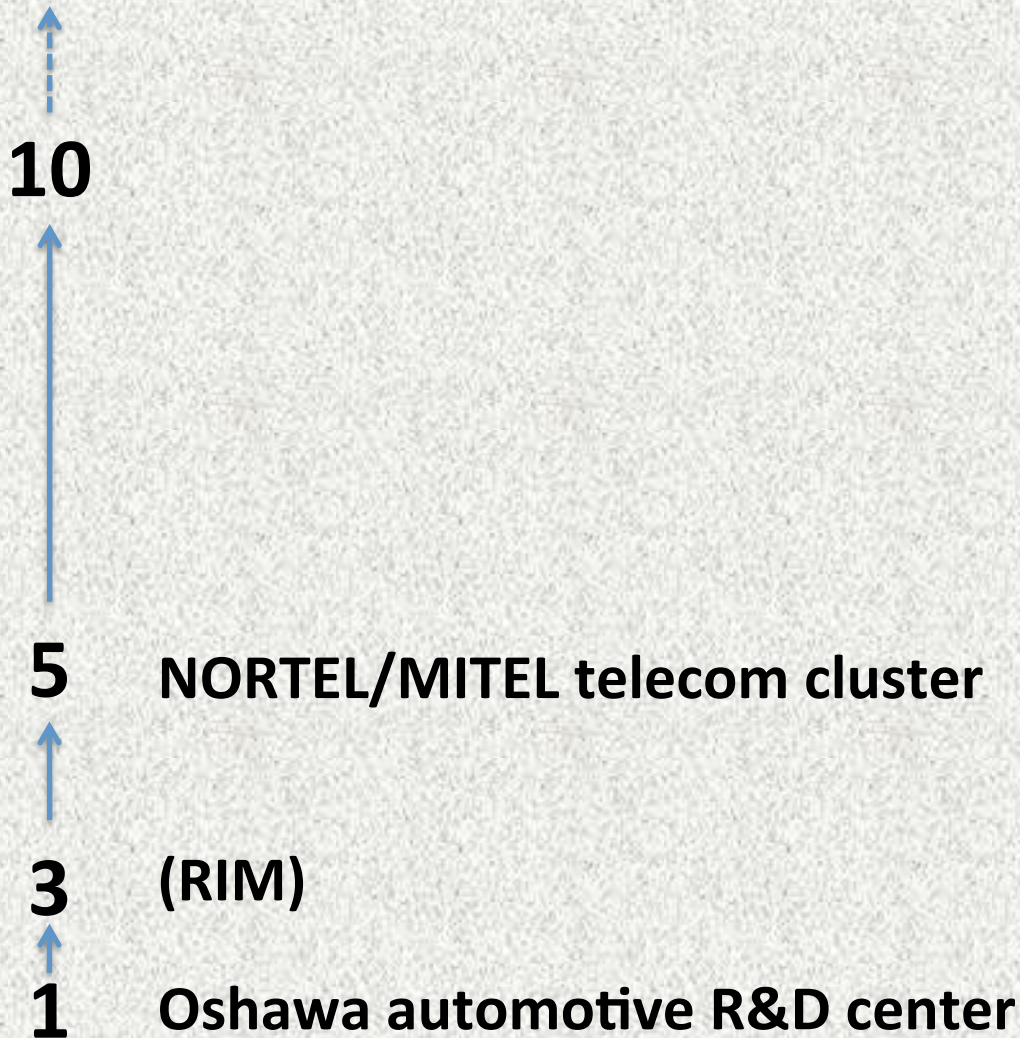 10
5 NORTEL/MITEL telecom cluster
3 (RIM)
1 Oshawa automotive R&D center